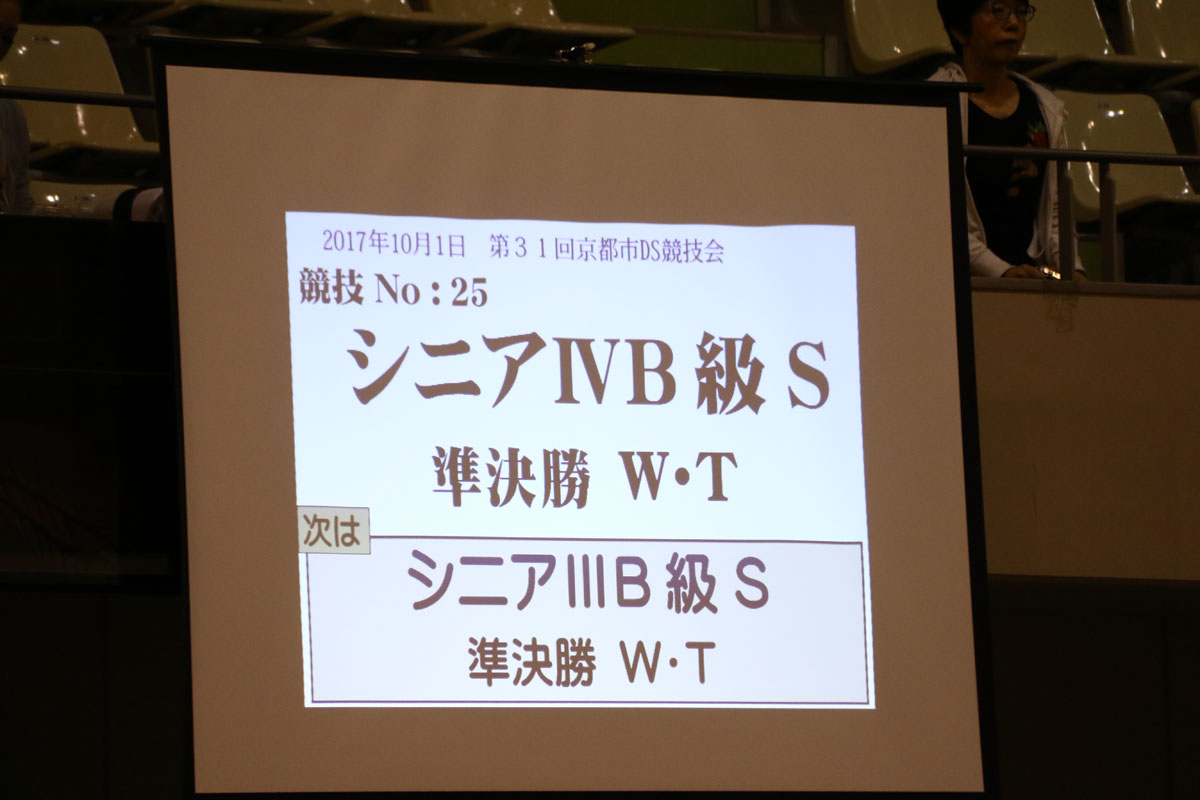 2017年10月1日　第３１回京都市DS競技会
競技 No : 25
シニアⅣB 級 S
準決勝 W・T
次は
シニアⅢB 級 S
準決勝 W・T